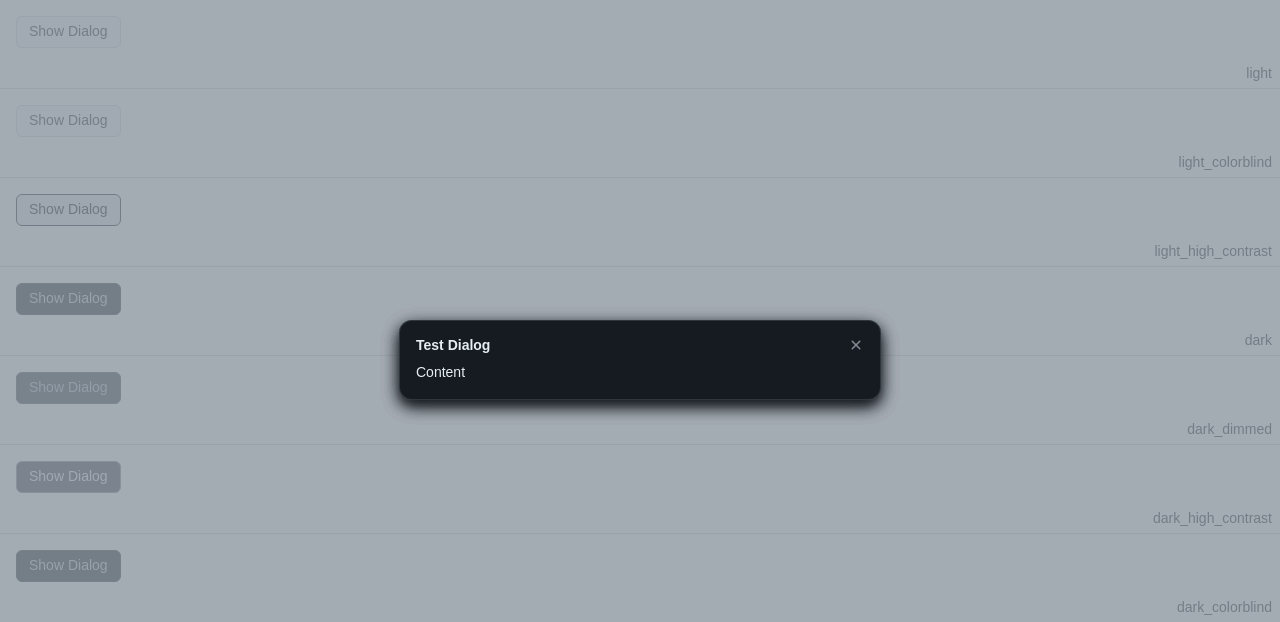 Show Dialog
light
Show Dialog
light_colorblind
Show Dialog
light_high_contrast
Show Dialog
dark
Test Dialog
Content
Show Dialog
dark_dimmed
Show Dialog
dark_high_contrast
Show Dialog
dark_colorblind